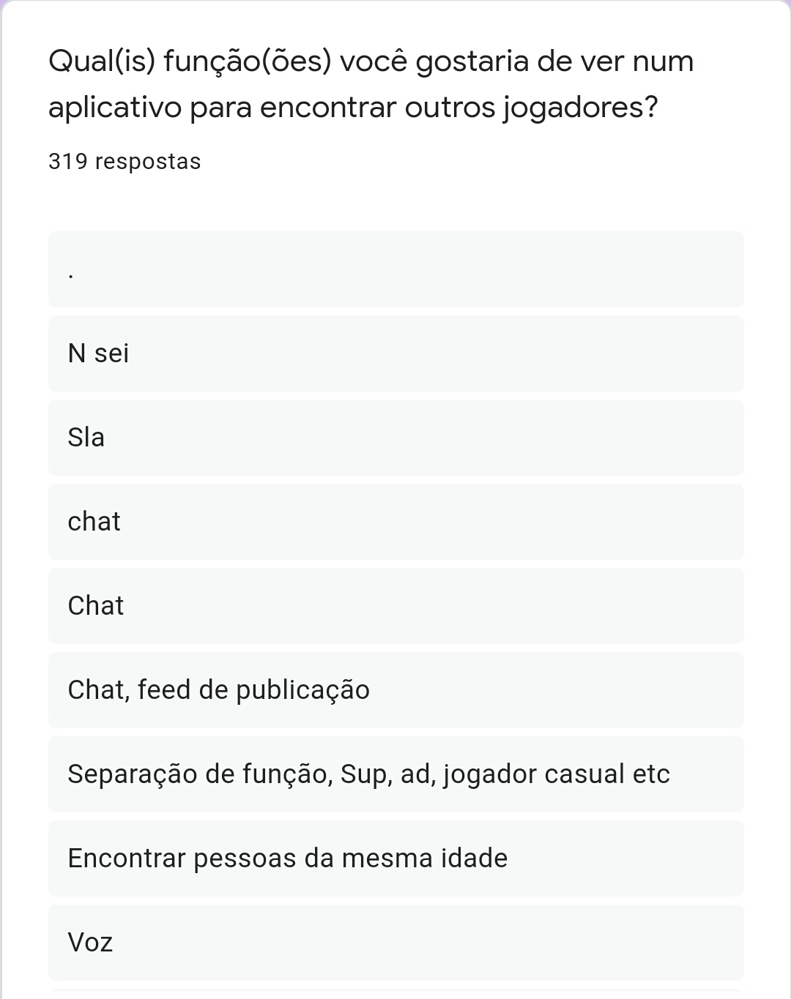 Qual(is) função(ões) você gostaria de ver num
aplicativo para encontrar outros jogadores?
319 respostas
.
N sei
Sla
chat
Chat
Chat, feed de publicação
Separação de função, Sup, ad, jogador casual etc
Encontrar pessoas da mesma idade
Voz